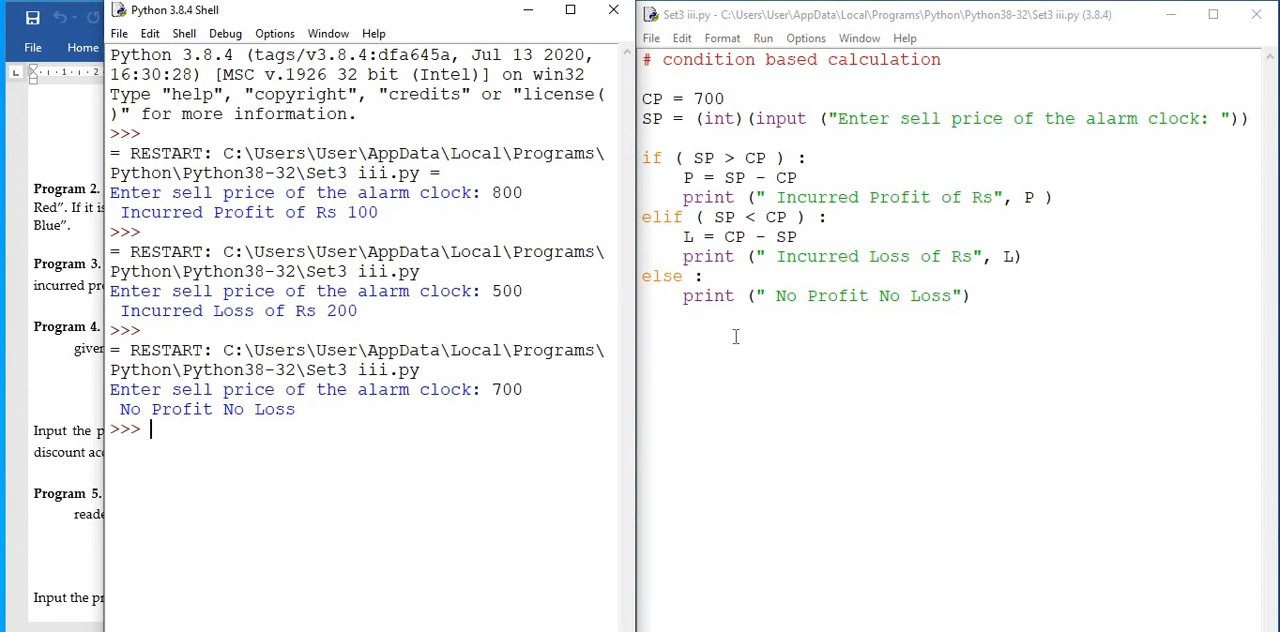 File Home
1 2
Program 2.
Red”. If it is
Blue”.
Program 3.
incurred pro
Program 4.
given
Input the p
discount acc
Program 5.
reade
Input the pr
Python 3.8.4 Shell
File Edit Shell Debug Options Window Help
Python 3.8.4 (tags/v3.8.4:dfa645a, Jul 13 2020,
16:30:28) [MSC v.1926 32 bit (Intel)] on win32
Type "help", "copyright", "credits" or "license(
)" for more information.
>>>
= RESTART: C:\Users\User\AppData\Local\Programs\
Python\Python38-32\Set3 iii.py =
Enter sell price of the alarm clock: 800
Incurred Profit of Rs 100
>>>
= RESTART: C:\Users\User\AppData\Local\Programs\
Python\Python38-32\Set3 iii.py
Enter sell price of the alarm clock: 500
Incurred Loss of Rs 200
>>>
= RESTART: C:\Users\User\AppData\Local\Programs\
Python\Python38-32\Set3 iii.py
Enter sell price of the alarm clock: 700
No Profit No Loss
>>>
Set3 iii.py - C:\Users\User\AppData\Local\Programs\Python\Python38-32\Set3 iii.py (3.8.4)
File Edit Format Run Options Window Help
# condition based calculation
CP = 700
SP = (int)(input ("Enter sell price of the alarm clock: "))
if ( SP > CP ) :
    P = SP - CP
    print (" Incurred Profit of Rs", P )
elif ( SP < CP ) :
    L = CP - SP
    print (" Incurred Loss of Rs", L)
else :
    print (" No Profit No Loss")